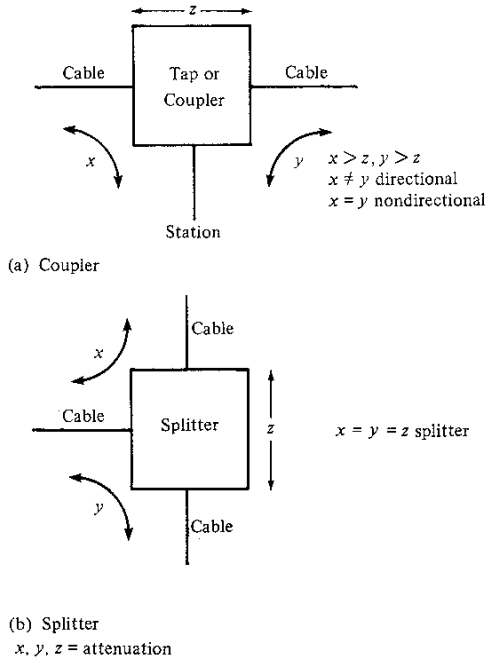 z
Cable
Tap or
Coupler
Cable
x
y
x > z, y > z
x ≠ y directional
x = y nondirectional
Station
(a) Coupler
Cable
x
Cable
Splitter
z
x = y = z splitter
y
Cable
(b) Splitter
x, y, z = attenuation